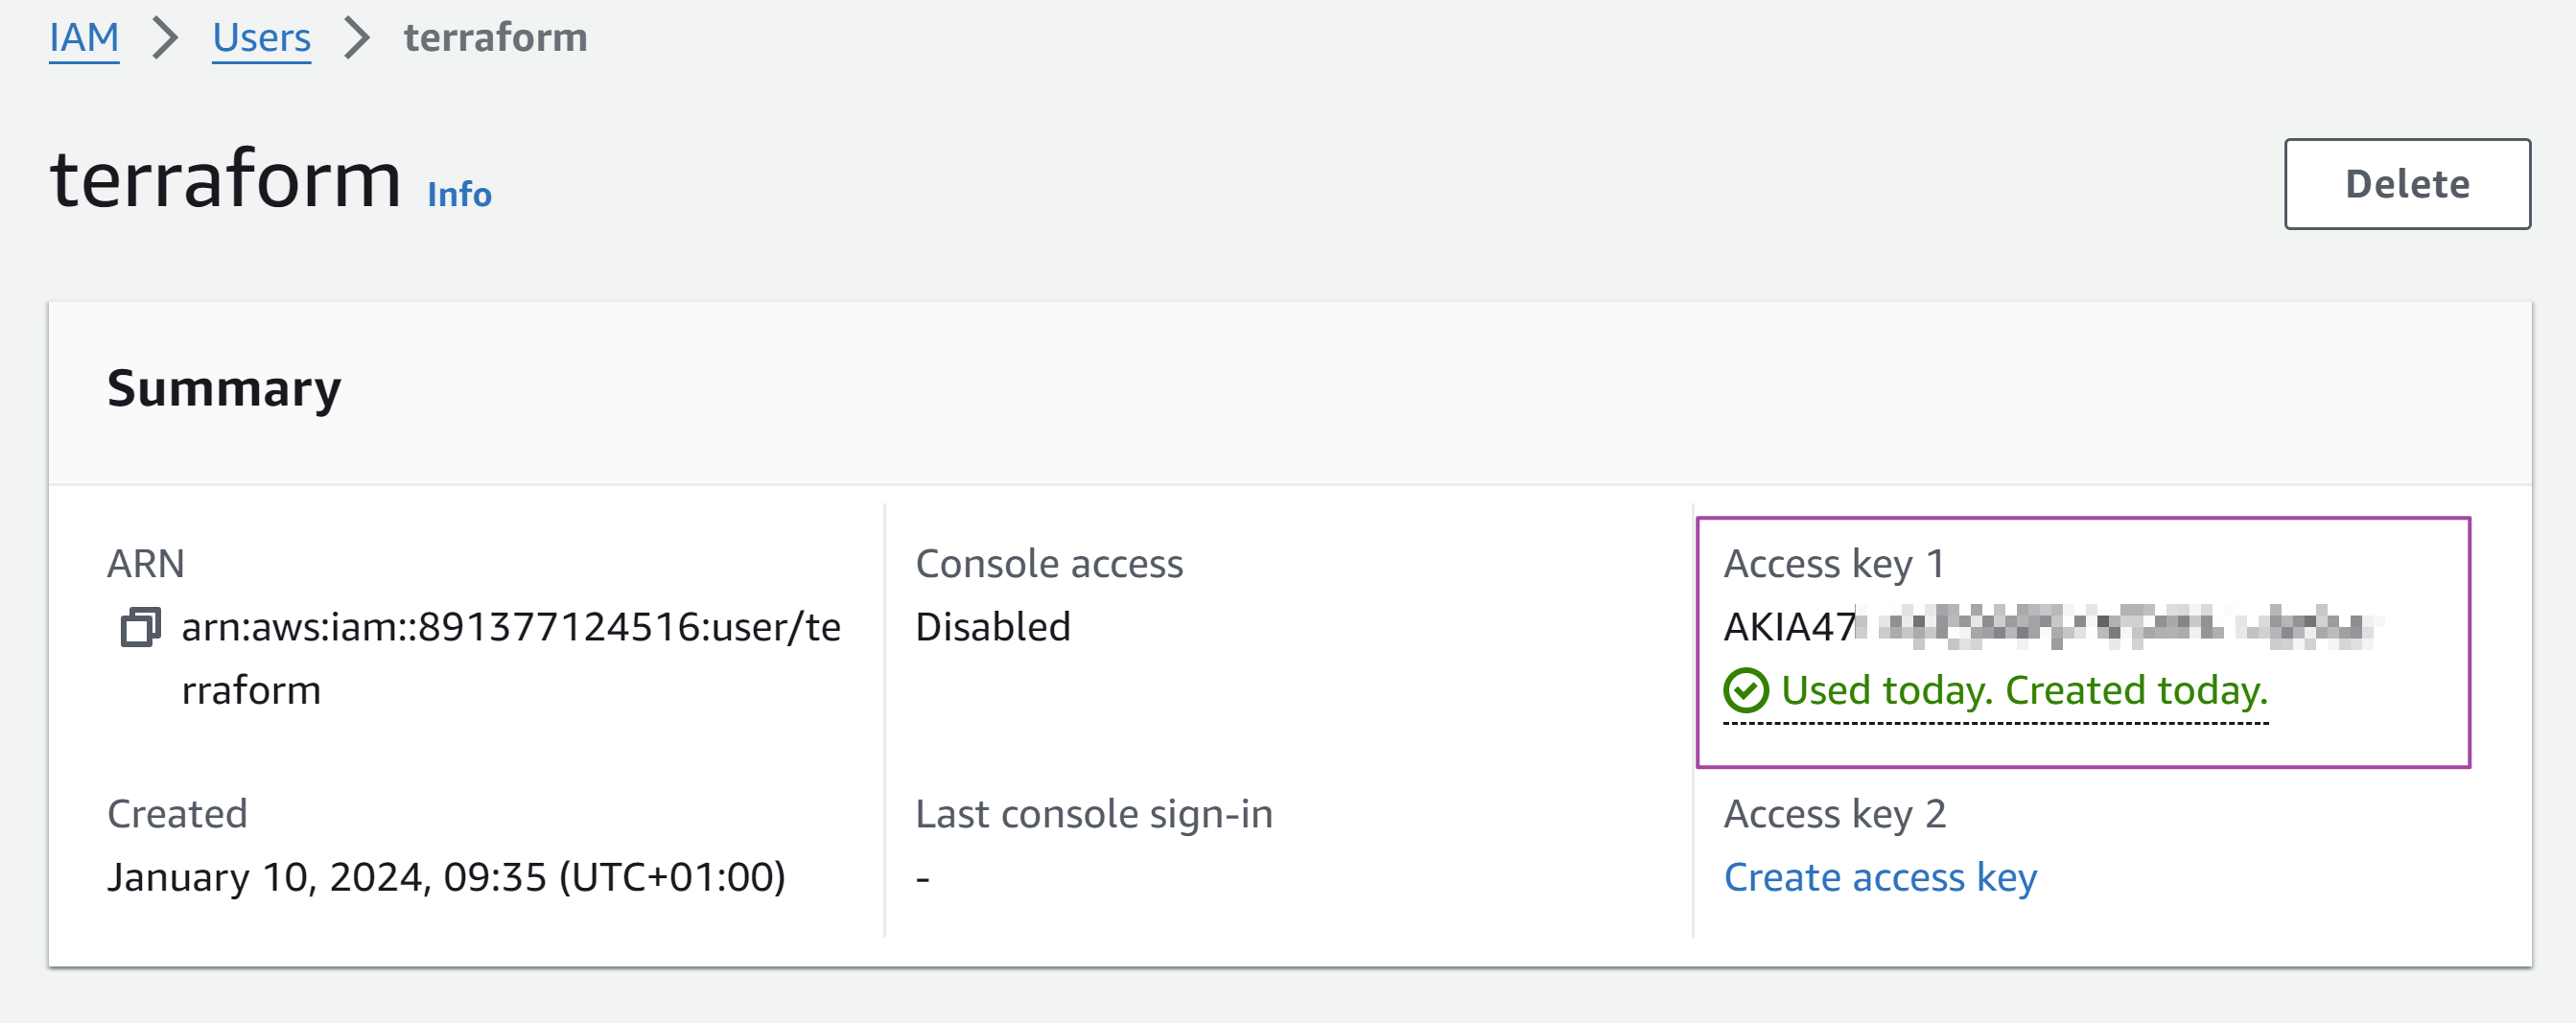 IAM > Users > terraform
terraform Info
Delete
Summary
ARN
arn:aws:iam::891377124516:user/te
rraform
Created
January 10, 2024, 09:35 (UTC+01:00)
Console access
Disabled
Last console sign-in
-
Access key 1
AKIA47
Used today. Created today.
Access key 2
Create access key